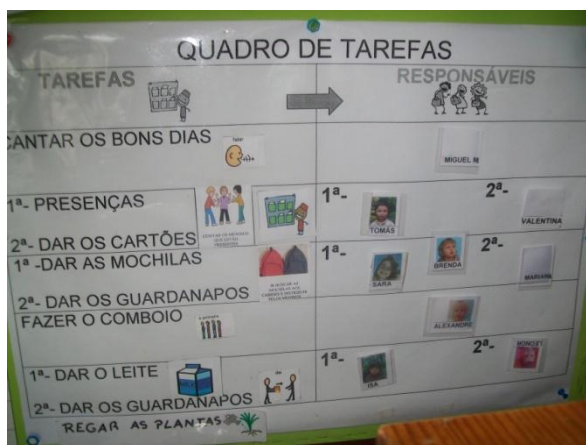 QUADRO DE TAREFAS
TAREFAS
RESPONSÁVEIS
CANTAR OS BONS DIAS
MIGUEL M
1ª- PRESENÇAS
1ª-
TOMÁS
2ª-
VALENTINA
2ª- DAR OS CARTÕES
1ª -DAR AS MOCHILAS
1ª-
SARA
BRENDA
2ª-
MARIANA
2ª- DAR OS GUARDANAPOS
FAZER O COMBOIO
ALEXANDRE
1ª- DAR O LEITE
1ª-
ISA
2ª-
2ª- DAR OS GUARDANAPOS
REGAR AS PLANTAS